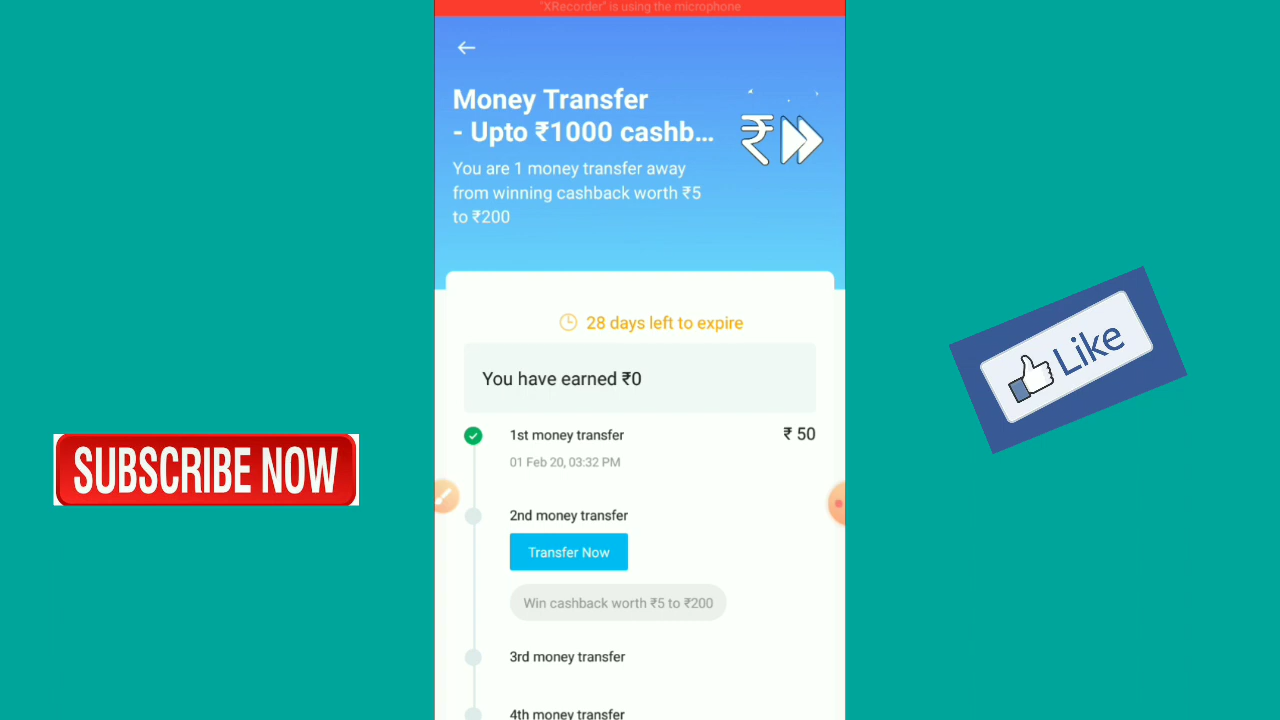 "XRecorder" is using the microphone
Money Transfer
- Upto ₹1000 cashb...
You are 1 money transfer away
from winning cashback worth ₹5
to ₹200
₹
28 days left to expire
You have earned ₹0
1st money transfer ₹ 50
01 Feb 20, 03:32 PM
2nd money transfer
Transfer Now
Win cashback worth ₹5 to ₹200
3rd money transfer
4th money transfer
SUBSCRIBE NOW
Like